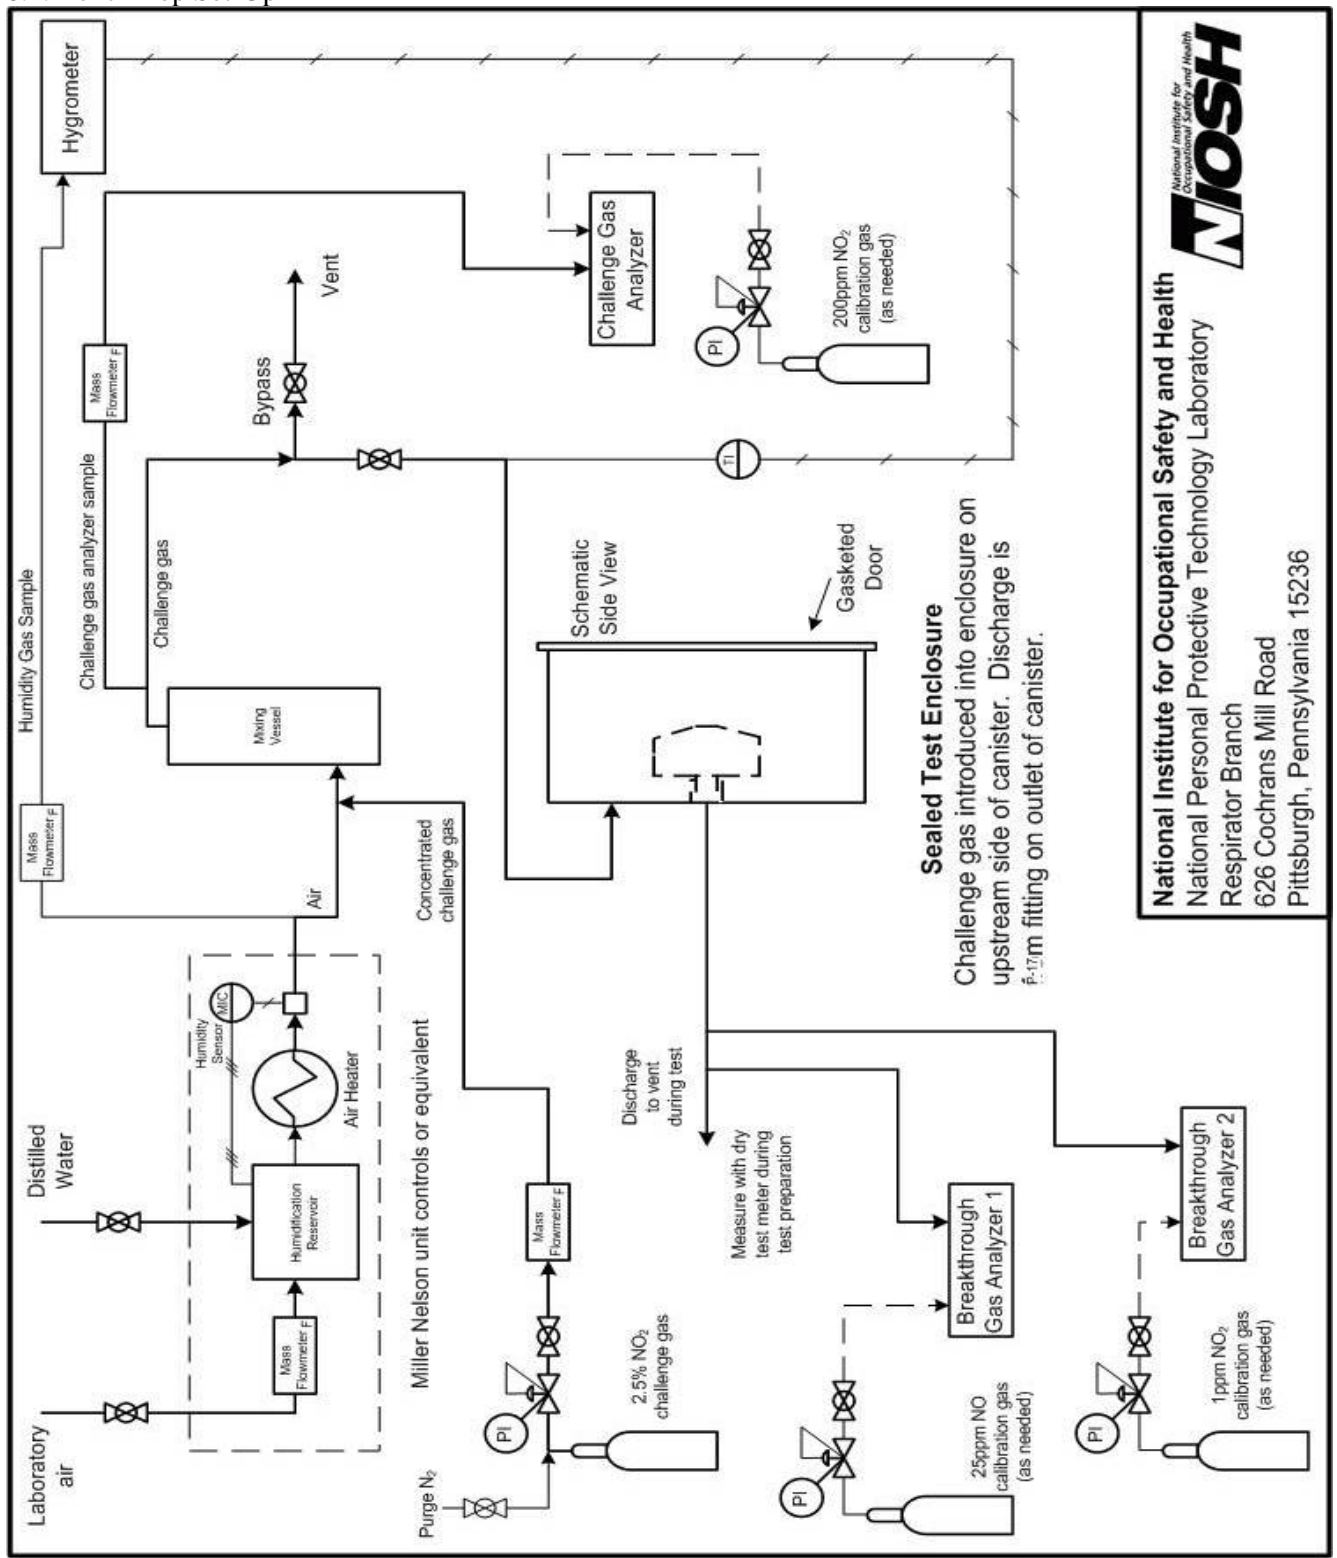 Hygrometer
Humidity Gas Sample
Mass
Flowmeter F
Challenge gas analyzer sample
Mass
Flowmeter F
Challenge gas
Bypass
Vent
Mixing
Vessel
Air
Challenge Gas
Analyzer
PI
200ppm NO₂
calibration gas
(as needed)
TI
Laboratory
air
Distilled
Water
Mass
Flowmeter F
Humidification
Reservoir
Humidity
Sensor
MIC
Air Heater
Miller Nelson unit controls or equivalent
Concentrated
challenge gas
Purge N₂
PI
Mass
Flowmeter F
2.5% NO₂
challenge gas
Schematic
Side View
Gasketed
Door
Discharge
to vent
during test
Measure with dry
test meter during
test preparation
Sealed Test Enclosure
Challenge gas introduced into enclosure on
upstream side of canister. Discharge is
m fitting on outlet of canister.
PI
25ppm NO
calibration gas
(as needed)
Breakthrough
Gas Analyzer 1
PI
1ppm NO₂
calibration gas
(as needed)
Breakthrough
Gas Analyzer 2
National Institute for Occupational Safety and Health
National Personal Protective Technology Laboratory
Respirator Branch
626 Cochrans Mill Road
Pittsburgh, Pennsylvania 15236
National Institute for
Occupational Safety and Health
NIOSH